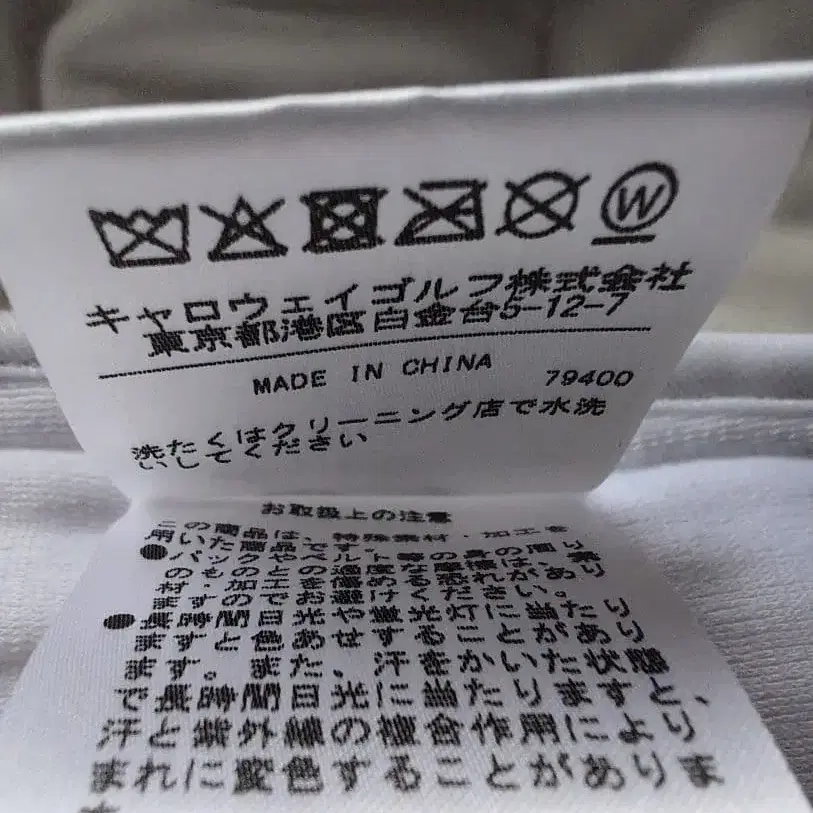 W
キャロウェイゴルフ株式会社
東京都港区白金台5-12-7
MADE IN CHINA 79400
洗たくはクリーニング店で水洗
いしてください
お取扱上の注意
この商品は、特殊素材・加工を
用いた商品です。
●バッグやベルト等の身の周り
のものとの過度な摩擦は、素
材・加工を傷める恐れがあり
ますのでお避けください。
●長時間日光や蛍光灯に当たり
ますと色あせすることがあり
ます。また、汗をかいた状態
で長時間日光に当たりますと、
汗と紫外線の複合作用により
まれに変色することがありま